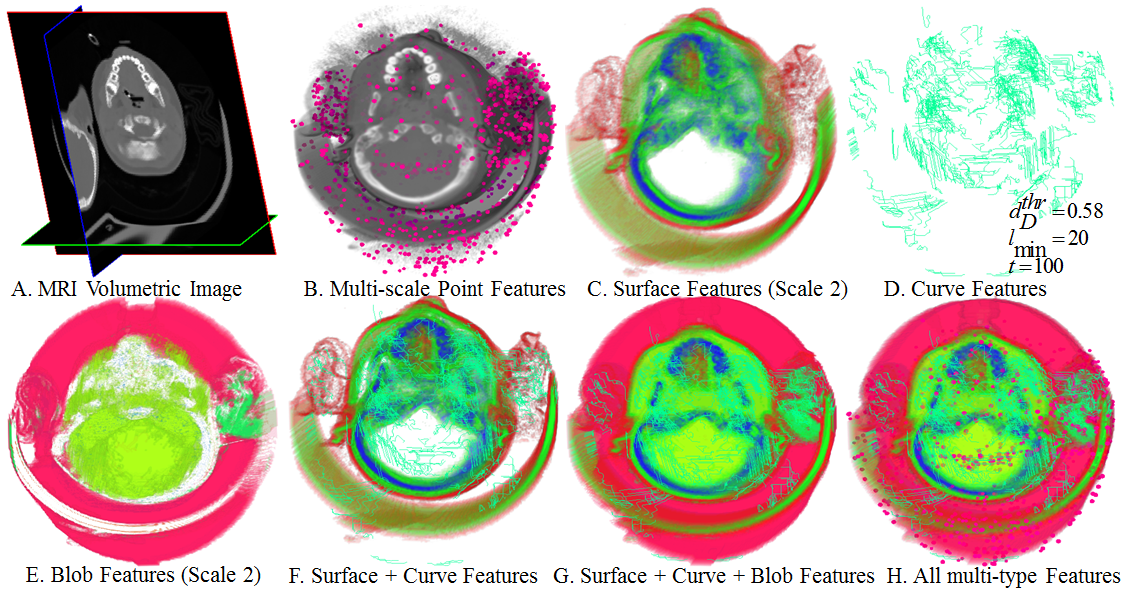 d_D^thr =0.58
l_min =20
t=100
A. MRI Volumetric Image
B. Multi-scale Point Features
C. Surface Features (Scale 2)
D. Curve Features
E. Blob Features (Scale 2)
F. Surface + Curve Features
G. Surface + Curve + Blob Features
H. All multi-type Features